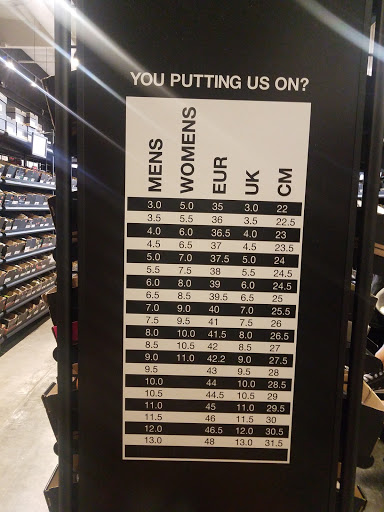 YOU PUTTING US ON?
MENS WOMENS EUR UK CM
3.0 5.0 35 3.0 22
3.5 5.5 36 3.5 22.5
4.0 6.0 36.5 4.0 23
4.5 6.5 37 4.5 23.5
5.0 7.0 37.5 5.0 24
5.5 7.5 38 5.5 24.5
6.0 8.0 39 6.0 24.5
6.5 8.5 39.5 6.5 25
7.0 9.0 40 7.0 25.5
7.5 9.5 41 7.5 26
8.0 10.0 41.5 8.0 26.5
8.5 10.5 42 8.5 27
9.0 11.0 42.2 9.0 27.5
9.5 43 9.5 28
10.0 44 10.0 28.5
10.5 44.5 10.5 29
11.0 45 11.0 29.5
11.5 46 11.5 30
12.0 46.5 12.0 30.5
13.0 48 13.0 31.5